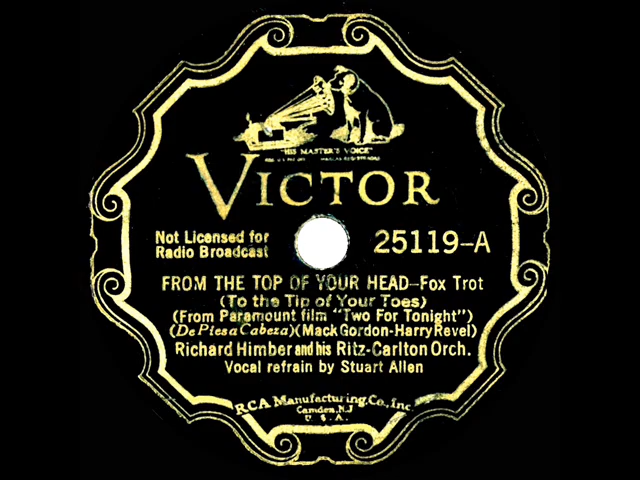 "HIS MASTER'S VOICE"
VICTOR
Not Licensed for
Radio Broadcast
25119-A
FROM THE TOP OF YOUR HEAD—Fox Trot
(To the Tip of Your Toes)
(From Paramount film "Two For Tonight")
(De Pies a Cabeza)(Mack Gordon-Harry Revel)
Richard Himber and his Ritz-Carlton Orch.
Vocal refrain by Stuart Allen
RCA Manufacturing Co., Inc.
Camden, N.J.
U. S. A.